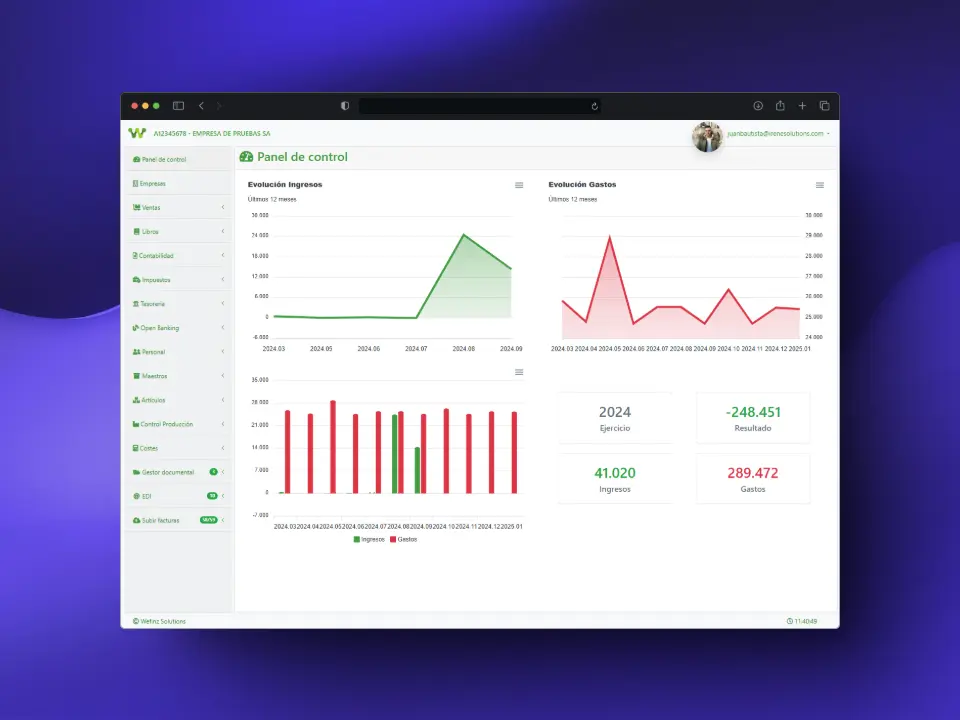 A12345678 - EMPRESA DE PRUEBAS SA
juanbautista@irenesolutions.com
Panel de control
Panel de control
Empresas
Ventas
Libros
Contabilidad
Impuestos
Tesorería
Open Banking
Personal
Maestros
Artículos
Control Producción
Cortes
Gestor documental
EDI
10
Subir facturas
Evolución Ingresos
Últimos 12 meses
30 000
24 000
18 000
12 000
6 000
0
-6 000
2024.03 2024.05 2024.06 2024.07 2024.08 2024.09
Evolución Gastos
Últimos 12 meses
30 000
29 000
28 000
27 000
26 000
25 000
24 000
2024.03 2024.04 2024.05 2024.06 2024.07 2024.08 2024.09 2024.10 2024.11 2024.12 2025.01
35.000
28 000
21.000
14 000
7.000
0
-7.000
2024.03 2024.04 2024.05 2024.06 2024.07 2024.08 2024.09 2024.10 2024.11 2024.12 2025.01
Ingresos Gastos
2024
Ejercicio
-248.451
Resultado
41.020
Ingresos
289.472
Gastos
© Wefinz Solutions
11:40:49